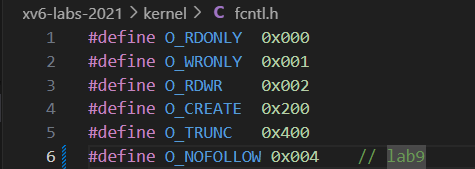 xv6-labs-2021 > kernel > C fcntl.h
1 #define O_RDONLY  0x000
2 #define O_WRONLY  0x001
3 #define O_RDWR    0x002
4 #define O_CREATE  0x200
5 #define O_TRUNC   0x400
6 #define O_NOFOLLOW 0x004    // lab9